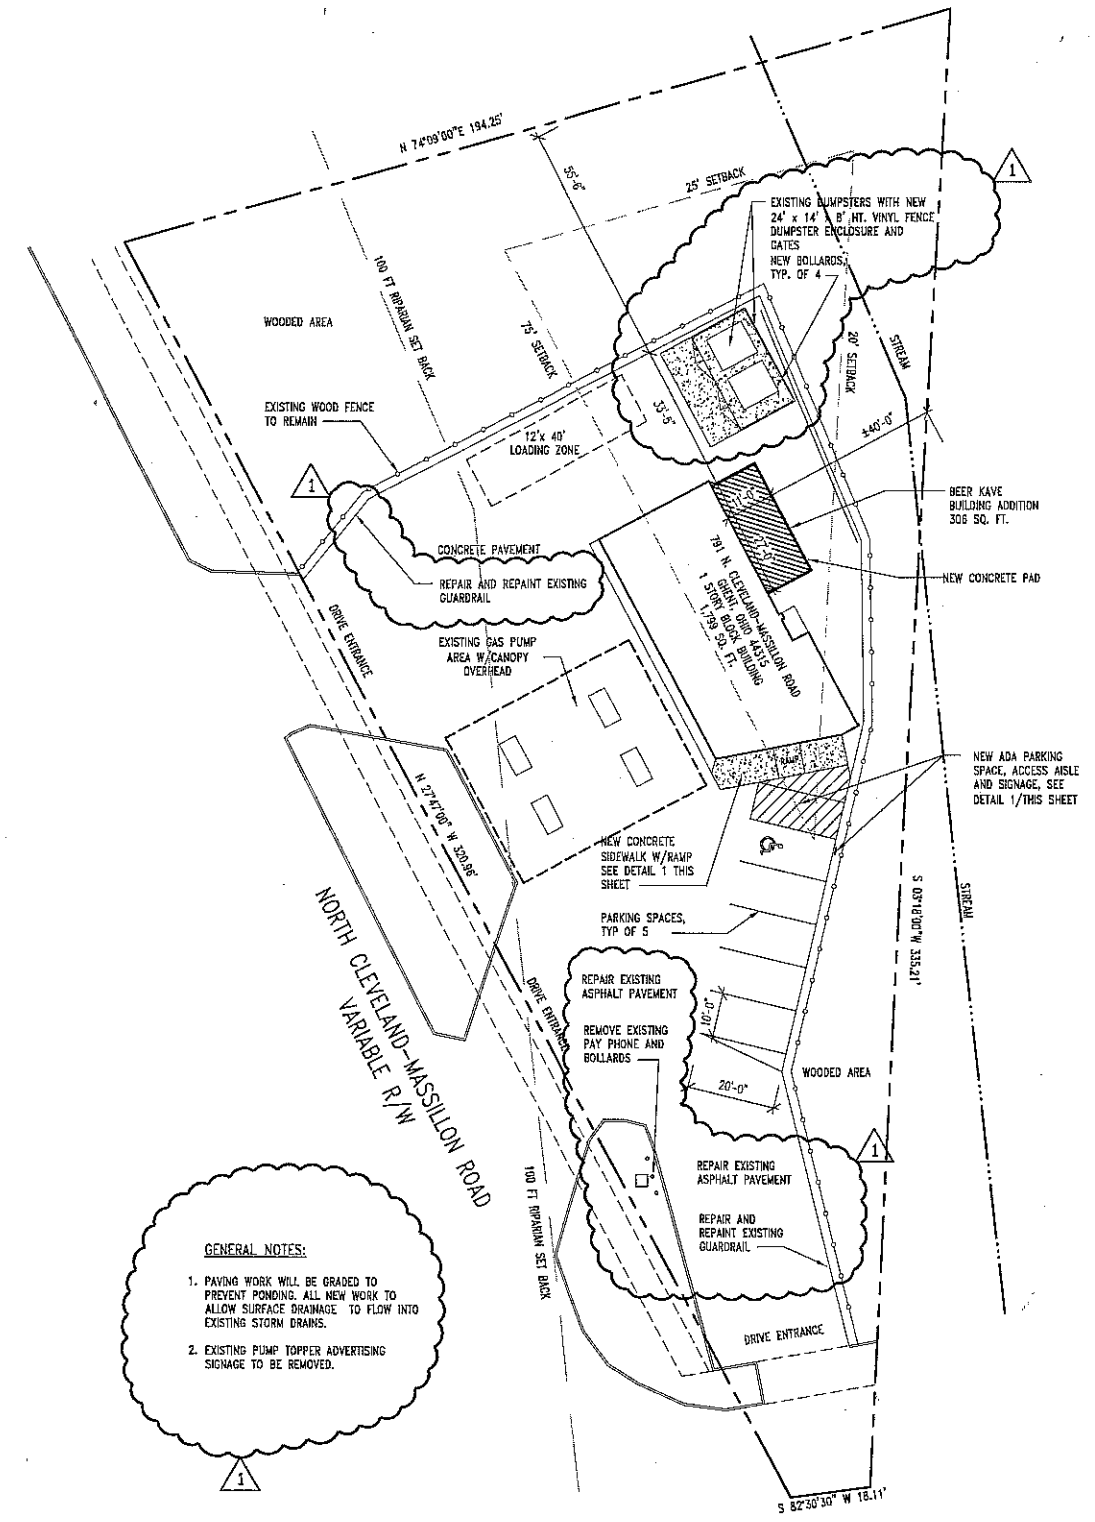 N 74°09'00"E 194.25'
55'-6"
25' SETBACK
1
EXISTING DUMPSTERS WITH NEW
24' x 14' x 8' HT. VINYL FENCE
DUMPSTER ENCLOSURE AND
GATES
NEW BOLLARDS,
TYP. OF 4
100 FT RIPARIAN SET BACK
WOODED AREA
75' SETBACK
20' SETBACK
STREAM
EXISTING WOOD FENCE
TO REMAIN
33'-5"
±40'-0"
12'x 40'
LOADING ZONE
1
BEER KAVE
BUILDING ADDITION
306 SQ. FT.
11'-0"
27'-0"
CONCRETE PAVEMENT
NEW CONCRETE PAD
REPAIR AND REPAINT EXISTING
GUARDRAIL
791 N. CLEVELAND-MASSILLON ROAD
GHENT, OHIO 44315
1 STORY BLOCK BUILDING
1,799 SQ. FT.
DRIVE ENTRANCE
EXISTING GAS PUMP
AREA W/CANOPY
OVERHEAD
RAMP
NEW ADA PARKING
SPACE, ACCESS AISLE
AND SIGNAGE, SEE
DETAIL 1/THIS SHEET
N 27°47'00" W 320.96'
NEW CONCRETE
SIDEWALK W/RAMP
SEE DETAIL 1 THIS
SHEET
S 03°18'00"W 335.21'
STREAM
PARKING SPACES,
TYP OF 5
NORTH CLEVELAND-MASSILLON ROAD
VARIABLE R/W
DRIVE ENTRANCE
REPAIR EXISTING
ASPHALT PAVEMENT
10'-0"
REMOVE EXISTING
PAY PHONE AND
BOLLARDS
WOODED AREA
20'-0"
1
REPAIR EXISTING
ASPHALT PAVEMENT
100 FT RIPARIAN SET BACK
REPAIR AND
REPAINT EXISTING
GUARDRAIL
GENERAL NOTES:
1. PAVING WORK WILL BE GRADED TO
PREVENT PONDING. ALL NEW WORK TO
ALLOW SURFACE DRAINAGE TO FLOW INTO
EXISTING STORM DRAINS.
2. EXISTING PUMP TOPPER ADVERTISING
SIGNAGE TO BE REMOVED.
DRIVE ENTRANCE
1
S 82°30'30" W 18.11'